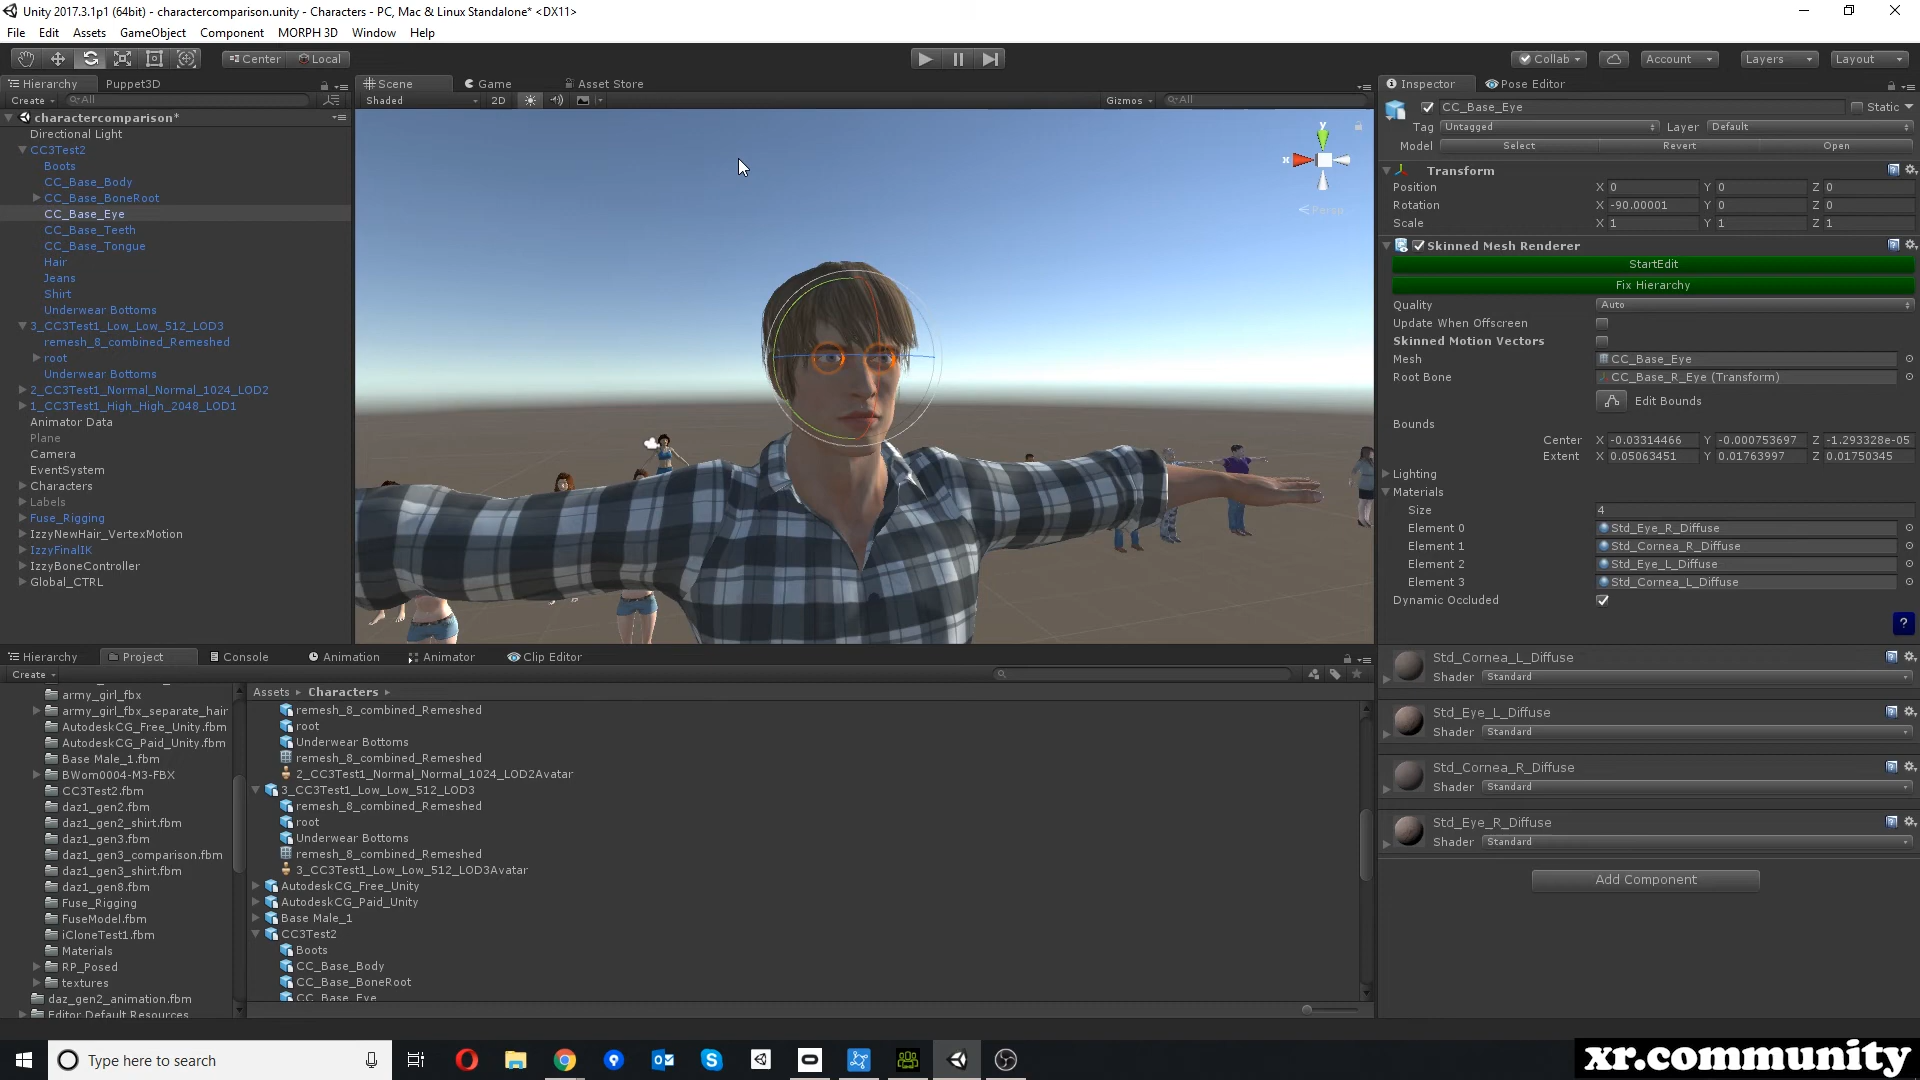 Unity 2017.3.1p1 (64bit) - charactercomparison.unity - Characters - PC, Mac & Linux Standalone* <DX11>
File Edit Assets GameObject Component MORPH 3D Window Help
Center Local Collab Account Layers Layout
Hierarchy Puppet3D
Create All
charactercomparison*
Directional Light
CC3Test2
Boots
CC_Base_Body
CC_Base_BoneRoot
CC_Base_Eye
CC_Base_Teeth
CC_Base_Tongue
Hair
Jeans
Shirt
Underwear Bottoms
3_CC3Test1_Low_Low_512_LOD3
remesh_8_combined_Remeshed
root
Underwear Bottoms
2_CC3Test1_Normal_Normal_1024_LOD2
1_CC3Test1_High_High_2048_LOD1
Animator Data
Plane
Camera
EventSystem
Characters
Labels
Fuse_Rigging
IzzyNewHair_VertexMotion
IzzyFinalIK
IzzyBoneController
Global_CTRL
Scene Game Asset Store
Shaded 2D Gizmos All
y
x
Persp
Inspector Pose Editor
CC_Base_Eye Static
Tag Untagged Layer Default
Model Select Revert Open
Transform
Position X 0 Y 0 Z 0
Rotation X -90.00001 Y 0 Z 0
Scale X 1 Y 1 Z 1
Skinned Mesh Renderer
StartEdit
Fix Hierarchy
Quality Auto
Update When Offscreen
Skinned Motion Vectors
Mesh CC_Base_Eye
Root Bone CC_Base_R_Eye (Transform)
Edit Bounds
Bounds
Center X -0.03314466 Y -0.000753697 Z -1.293328e-05
Extent X 0.05063451 Y 0.01763997 Z 0.01750345
Lighting
Materials
Size 4
Element 0 Std_Eye_R_Diffuse
Element 1 Std_Cornea_R_Diffuse
Element 2 Std_Eye_L_Diffuse
Element 3 Std_Cornea_L_Diffuse
Dynamic Occluded
?
Std_Cornea_L_Diffuse
Shader Standard
Std_Eye_L_Diffuse
Shader Standard
Std_Cornea_R_Diffuse
Shader Standard
Std_Eye_R_Diffuse
Shader Standard
Add Component
Hierarchy Project Console Animation Animator Clip Editor
Create
army_girl_fbx
army_girl_fbx_separate_hair
AutodeskCG_Free_Unity.fbm
AutodeskCG_Paid_Unity.fbm
Base Male_1.fbm
BWom0004-M3-FBX
CC3Test2.fbm
daz1_gen2.fbm
daz1_gen2_shirt.fbm
daz1_gen3.fbm
daz1_gen3_comparison.fbm
daz1_gen3_shirt.fbm
daz1_gen8.fbm
Fuse_Rigging
FuseModel.fbm
iCloneTest1.fbm
Materials
RP_Posed
textures
daz_gen2_animation.fbm
Editor Default Resources
Assets Characters
remesh_8_combined_Remeshed
root
Underwear Bottoms
remesh_8_combined_Remeshed
2_CC3Test1_Normal_Normal_1024_LOD2Avatar
3_CC3Test1_Low_Low_512_LOD3
remesh_8_combined_Remeshed
root
Underwear Bottoms
remesh_8_combined_Remeshed
3_CC3Test1_Low_Low_512_LOD3Avatar
AutodeskCG_Free_Unity
AutodeskCG_Paid_Unity
Base Male_1
CC3Test2
Boots
CC_Base_Body
CC_Base_BoneRoot
CC_Base_Eye
Type here to search
xr.community